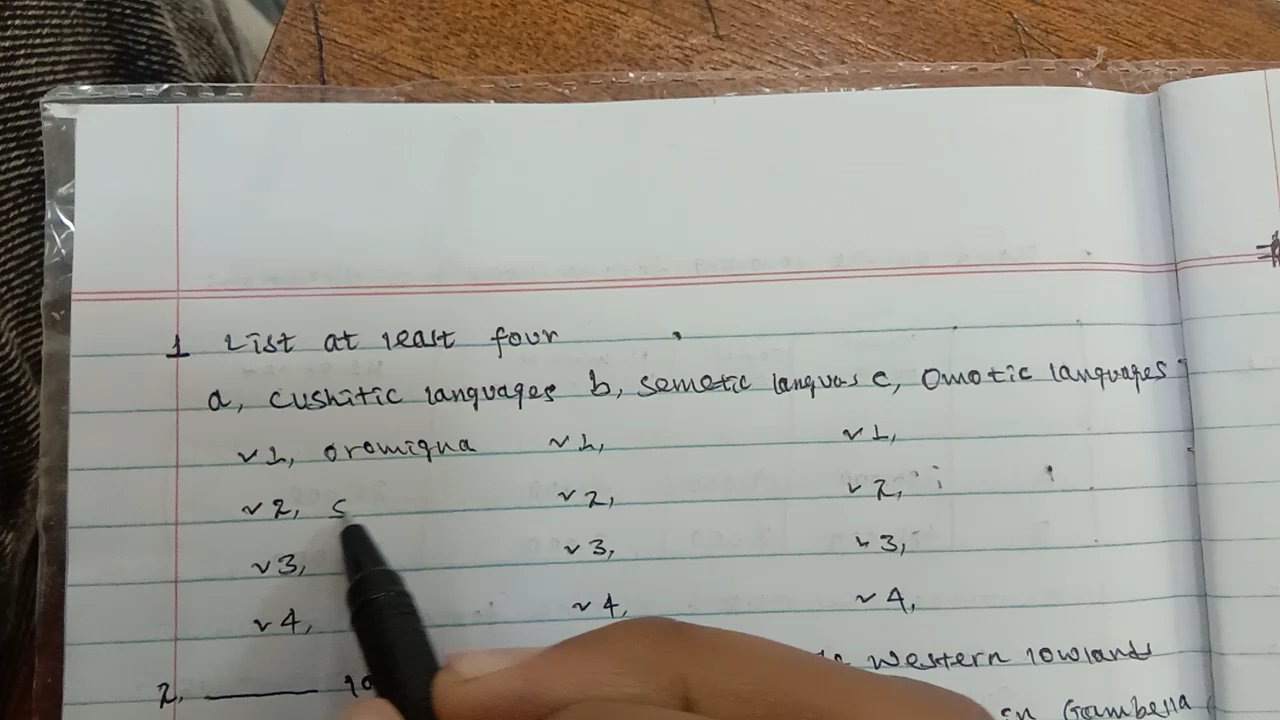 1 List at least four
a, cushitic languages b, semetic languas c, Omotic languages
v1, oromiqna v1, v1,
v2, S v2, v2,
v3, v3, v3,
v4, v4, v4,
2, western lowlands
Gambella